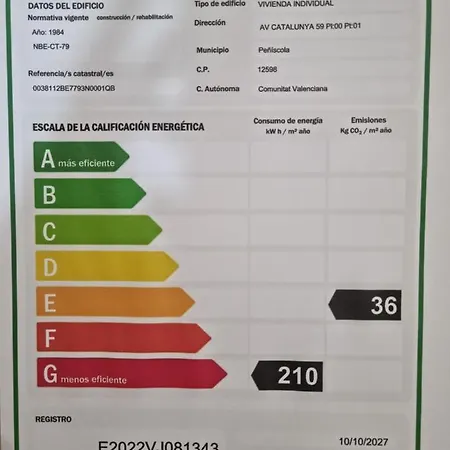 DATOS DEL EDIFICIO
Normativa vigente construcción / rehabilitación
Año: 1984
NBE-CT-79
Referencia/s catastral/es
0038112BE7793N0001QB
Tipo de edificio VIVIENDA INDIVIDUAL
Dirección AV CATALUNYA 59 Pl:00 Pt:01
Municipio Peñíscola
C.P. 12598
C. Autónoma Comunitat Valenciana
ESCALA DE LA CALIFICACIÓN ENERGÉTICA
Consumo de energía
kW h / m² año
Emisiones
Kg CO₂ / m² año
A más eficiente
B
C
D
E 36
F
G menos eficiente 210
REGISTRO
E2022VJ081343
10/10/2027